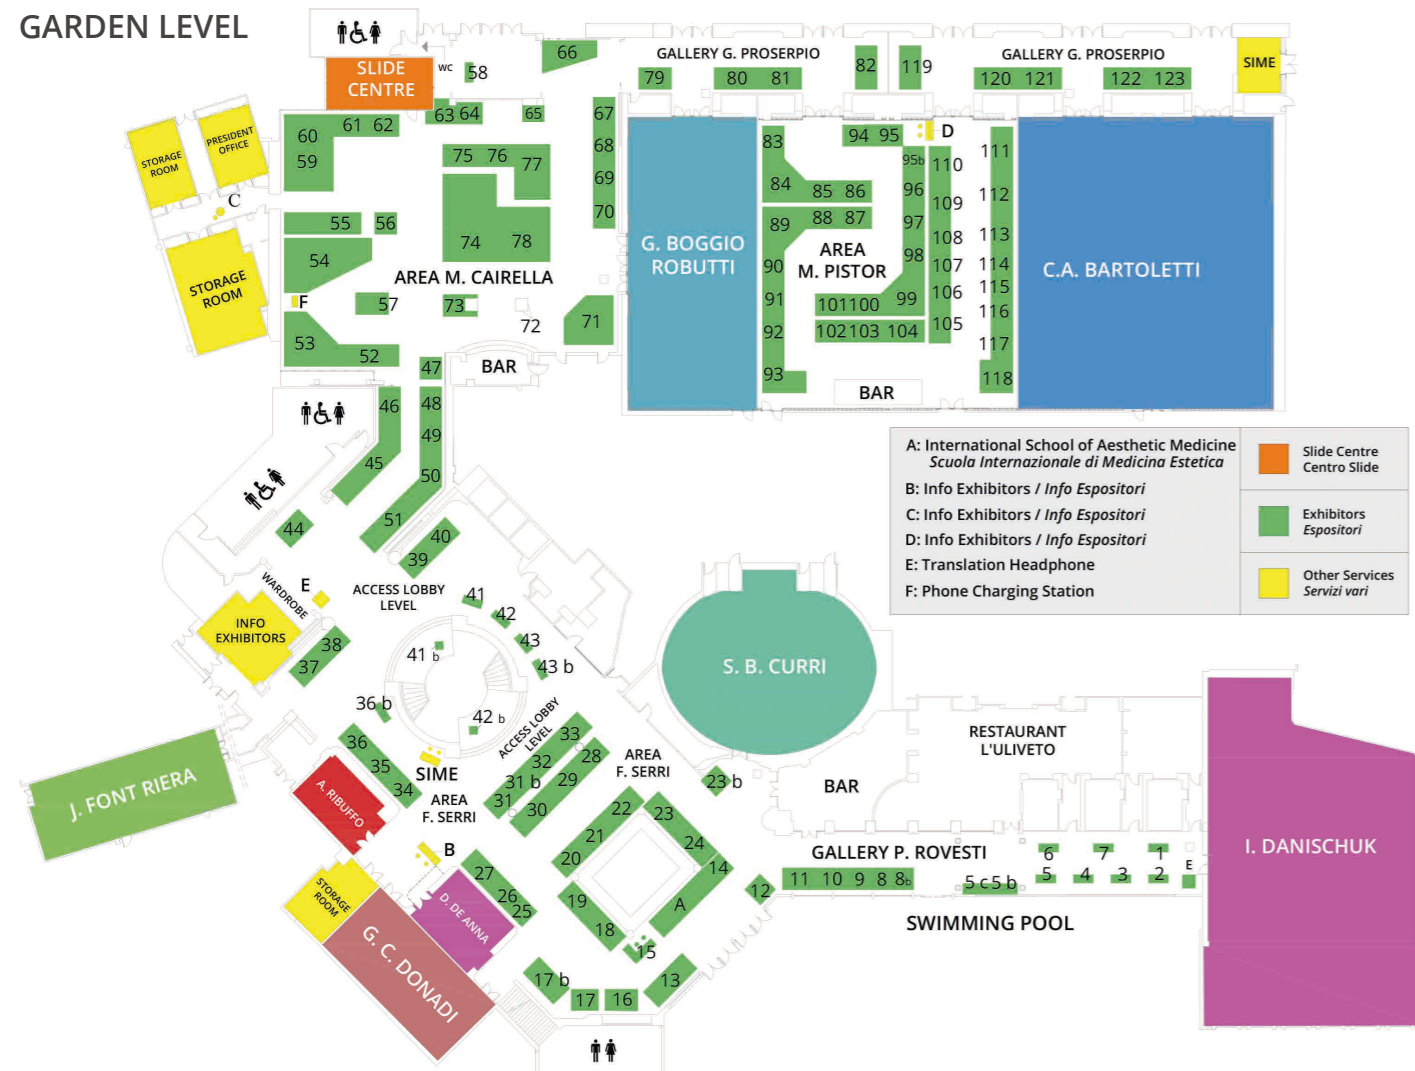 GARDEN LEVEL
SLIDE
CENTRE
WC
58
66
GALLERY G. PROSERPIO
79
80
81
82
119
GALLERY G. PROSERPIO
120
121
122
123
SIME
STORAGE
ROOM
PRESIDENT
OFFICE
C
STORAGE
ROOM
60
61
62
59
63
64
65
67
68
69
70
75
76
77
74
78
55
56
54
AREA M. CAIRELLA
F
57
73
72
71
53
52
47
BAR
G. BOGGIO
ROBUTTI
83
84
85
86
94
95
D
95b
96
97
98
99
89
88
87
AREA
M. PISTOR
90
91
92
93
101
100
102
103
104
110
109
108
107
106
105
111
112
113
114
115
116
117
118
BAR
C.A. BARTOLETTI
46
48
49
45
50
51
44
40
39
A: International School of Aesthetic Medicine
Scuola Internazionale di Medicina Estetica
B: Info Exhibitors / Info Espositori
C: Info Exhibitors / Info Espositori
D: Info Exhibitors / Info Espositori
E: Translation Headphone
F: Phone Charging Station
Slide Centre
Centro Slide
Exhibitors
Espositori
Other Services
Servizi vari
WARDROBE
E
ACCESS LOBBY
LEVEL
INFO
EXHIBITORS
38
37
41
42
43
43 b
41 b
42 b
36 b
S. B. CURRI
J. FONT RIERA
36
35
34
A. RIBUFFO
SIME
AREA
F. SERRI
ACCESS LOBBY
LEVEL
33
32
31 b
31
28
29
30
AREA
F. SERRI
23 b
BAR
RESTAURANT
L'ULIVETO
B
STORAGE
ROOM
G. C. DONADI
D. DE ANNA
27
26
25
22
21
20
23
24
14
A
19
18
15
17 b
17
16
13
12
GALLERY P. ROVESTI
11
10
9
8
8b
5 c
5 b
6
7
1
5
4
3
2
E
SWIMMING POOL
I. DANISCHUK